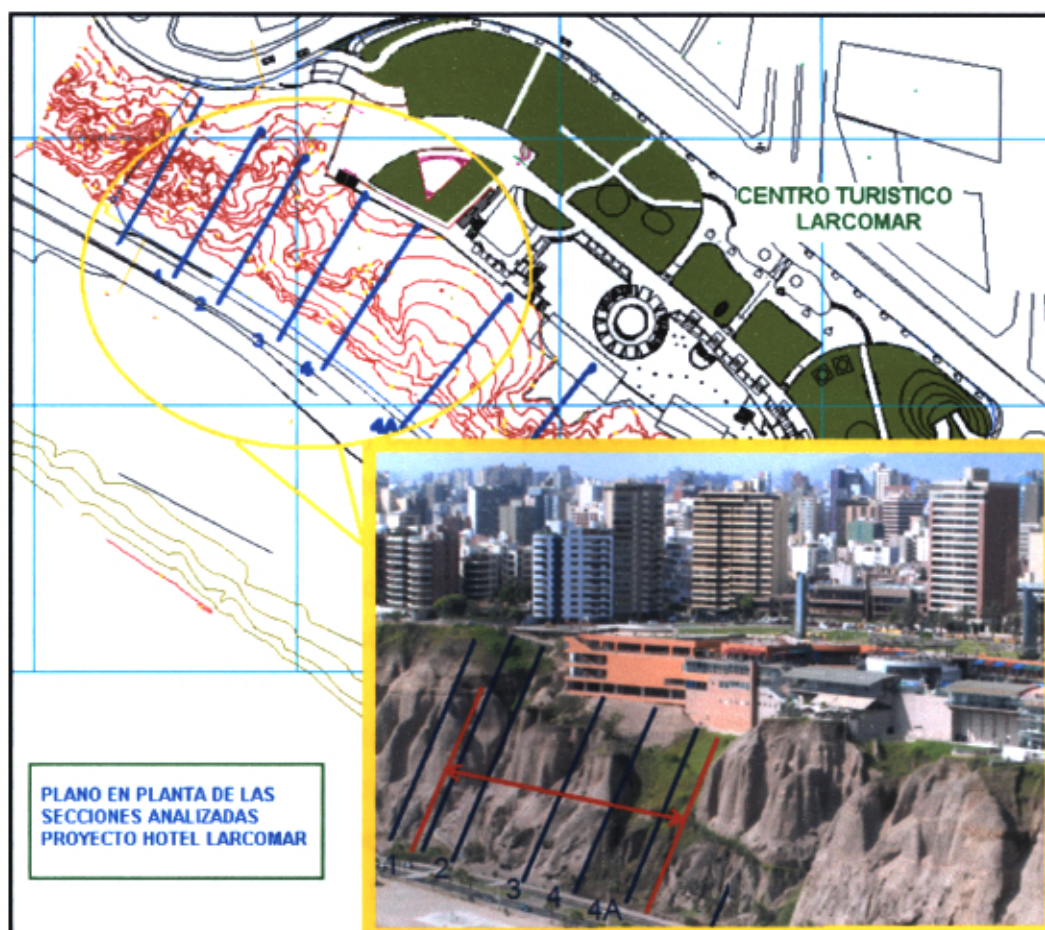 CENTRO TURISTICO
LARCOMAR
1
2
3
4
4A
PLANO EN PLANTA DE LAS
SECCIONES ANALIZADAS
PROYECTO HOTEL LARCOMAR
1
2
3
4
4A